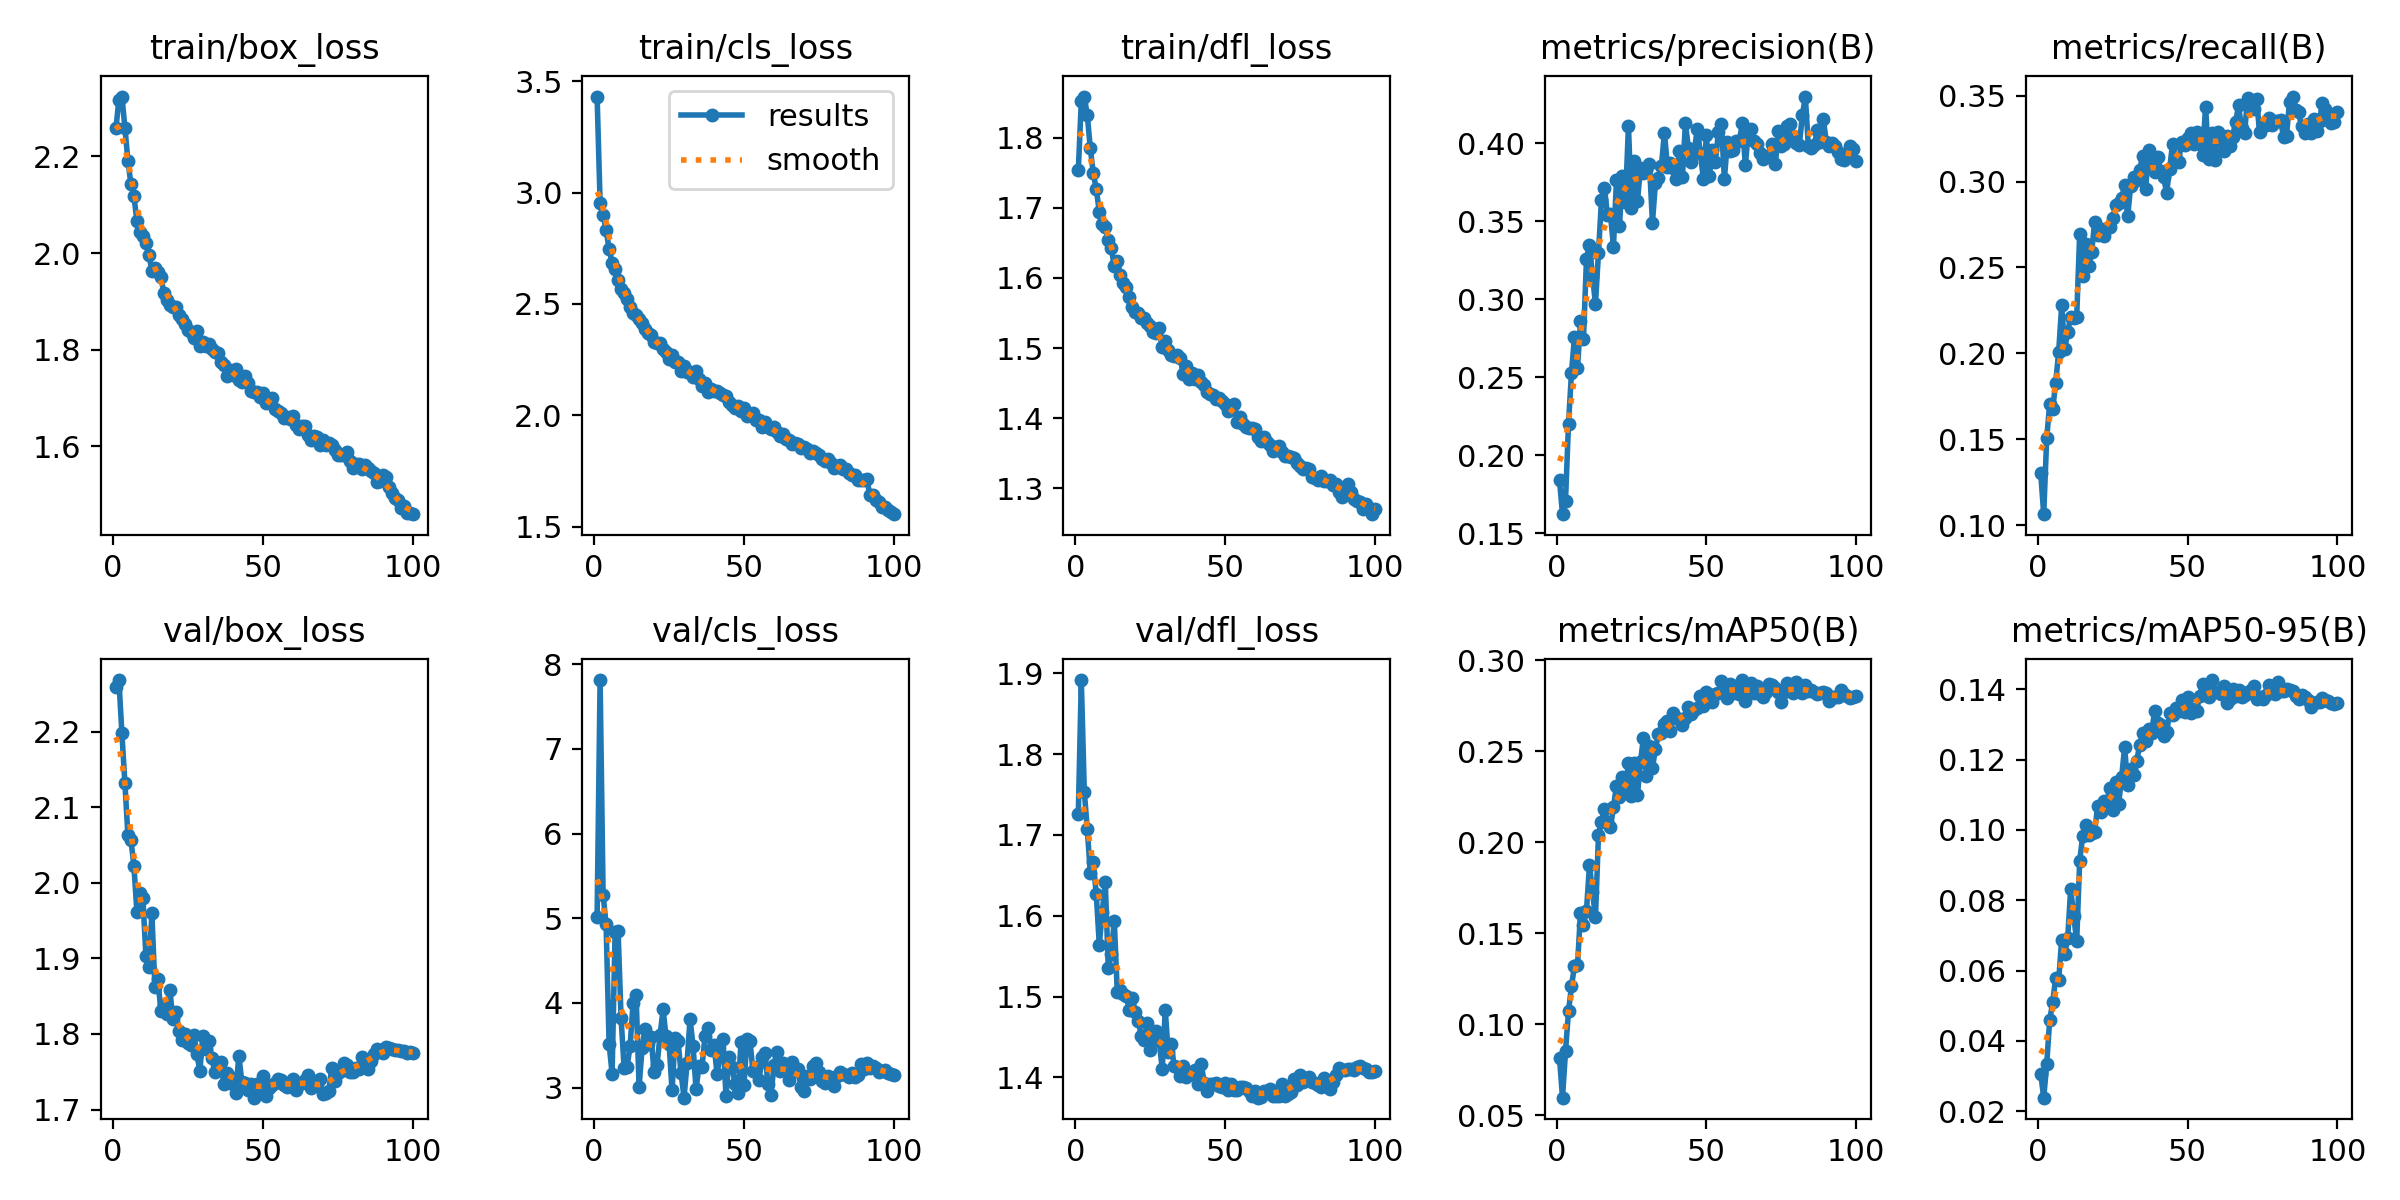 train/box_loss
2.2
2.0
1.8
1.6
0 50 100
train/cls_loss
results
smooth
3.5
3.0
2.5
2.0
1.5
0 50 100
train/dfl_loss
1.8
1.7
1.6
1.5
1.4
1.3
0 50 100
metrics/precision(B)
0.40
0.35
0.30
0.25
0.20
0.15
0 50 100
metrics/recall(B)
0.35
0.30
0.25
0.20
0.15
0.10
0 50 100
val/box_loss
2.2
2.1
2.0
1.9
1.8
1.7
0 50 100
val/cls_loss
8
7
6
5
4
3
0 50 100
val/dfl_loss
1.9
1.8
1.7
1.6
1.5
1.4
0 50 100
metrics/mAP50(B)
0.30
0.25
0.20
0.15
0.10
0.05
0 50 100
metrics/mAP50-95(B)
0.14
0.12
0.10
0.08
0.06
0.04
0.02
0 50 100